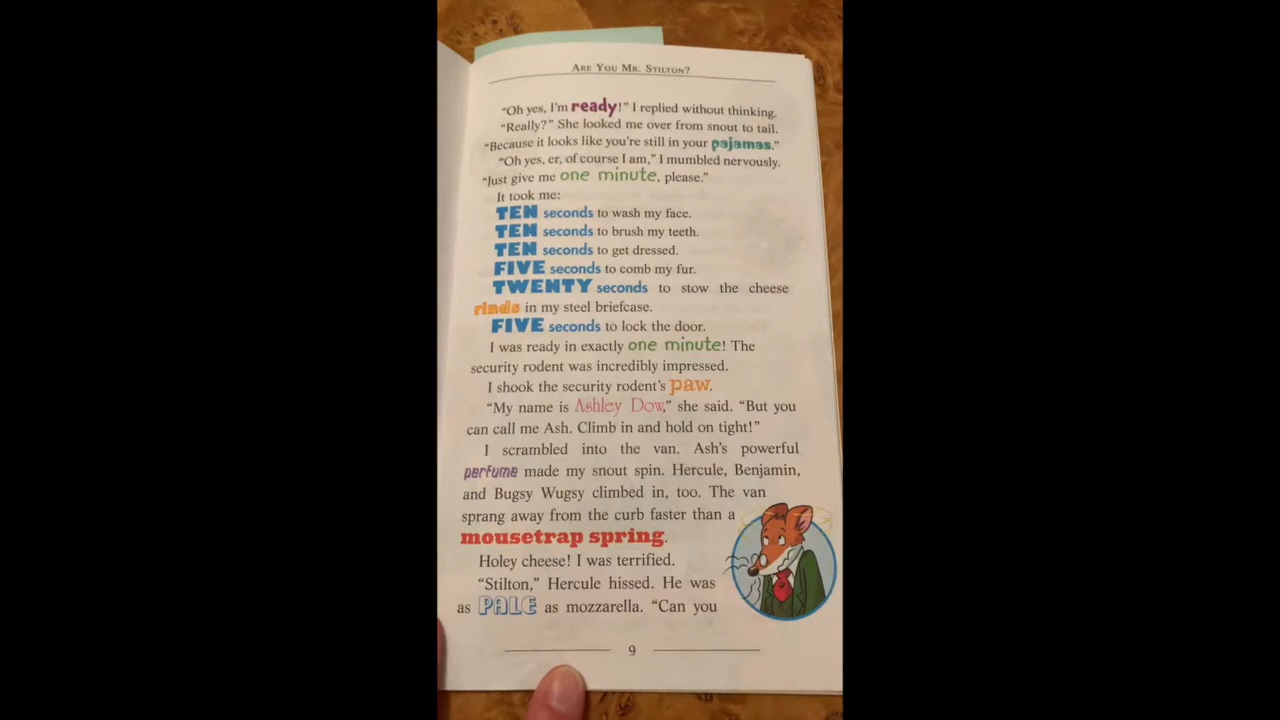 ARE YOU MR. STILTON?
"Oh yes, I'm ready!" I replied without thinking.
"Really?" She looked me over from snout to tail.
"Because it looks like you're still in your pajamas."
"Oh yes, er, of course I am," I mumbled nervously.
"Just give me one minute, please."
It took me:
TEN seconds to wash my face.
TEN seconds to brush my teeth.
TEN seconds to get dressed.
FIVE seconds to comb my fur.
TWENTY seconds to stow the cheese
rinds in my steel briefcase.
FIVE seconds to lock the door.
I was ready in exactly one minute! The
security rodent was incredibly impressed.
I shook the security rodent's paw.
"My name is Ashley Dow," she said. "But you
can call me Ash. Climb in and hold on tight!"
I scrambled into the van. Ash's powerful
perfume made my snout spin. Hercule, Benjamin,
and Bugsy Wugsy climbed in, too. The van
sprang away from the curb faster than a
mousetrap spring.
Holey cheese! I was terrified.
"Stilton," Hercule hissed. He was
as PALE as mozzarella. "Can you
9